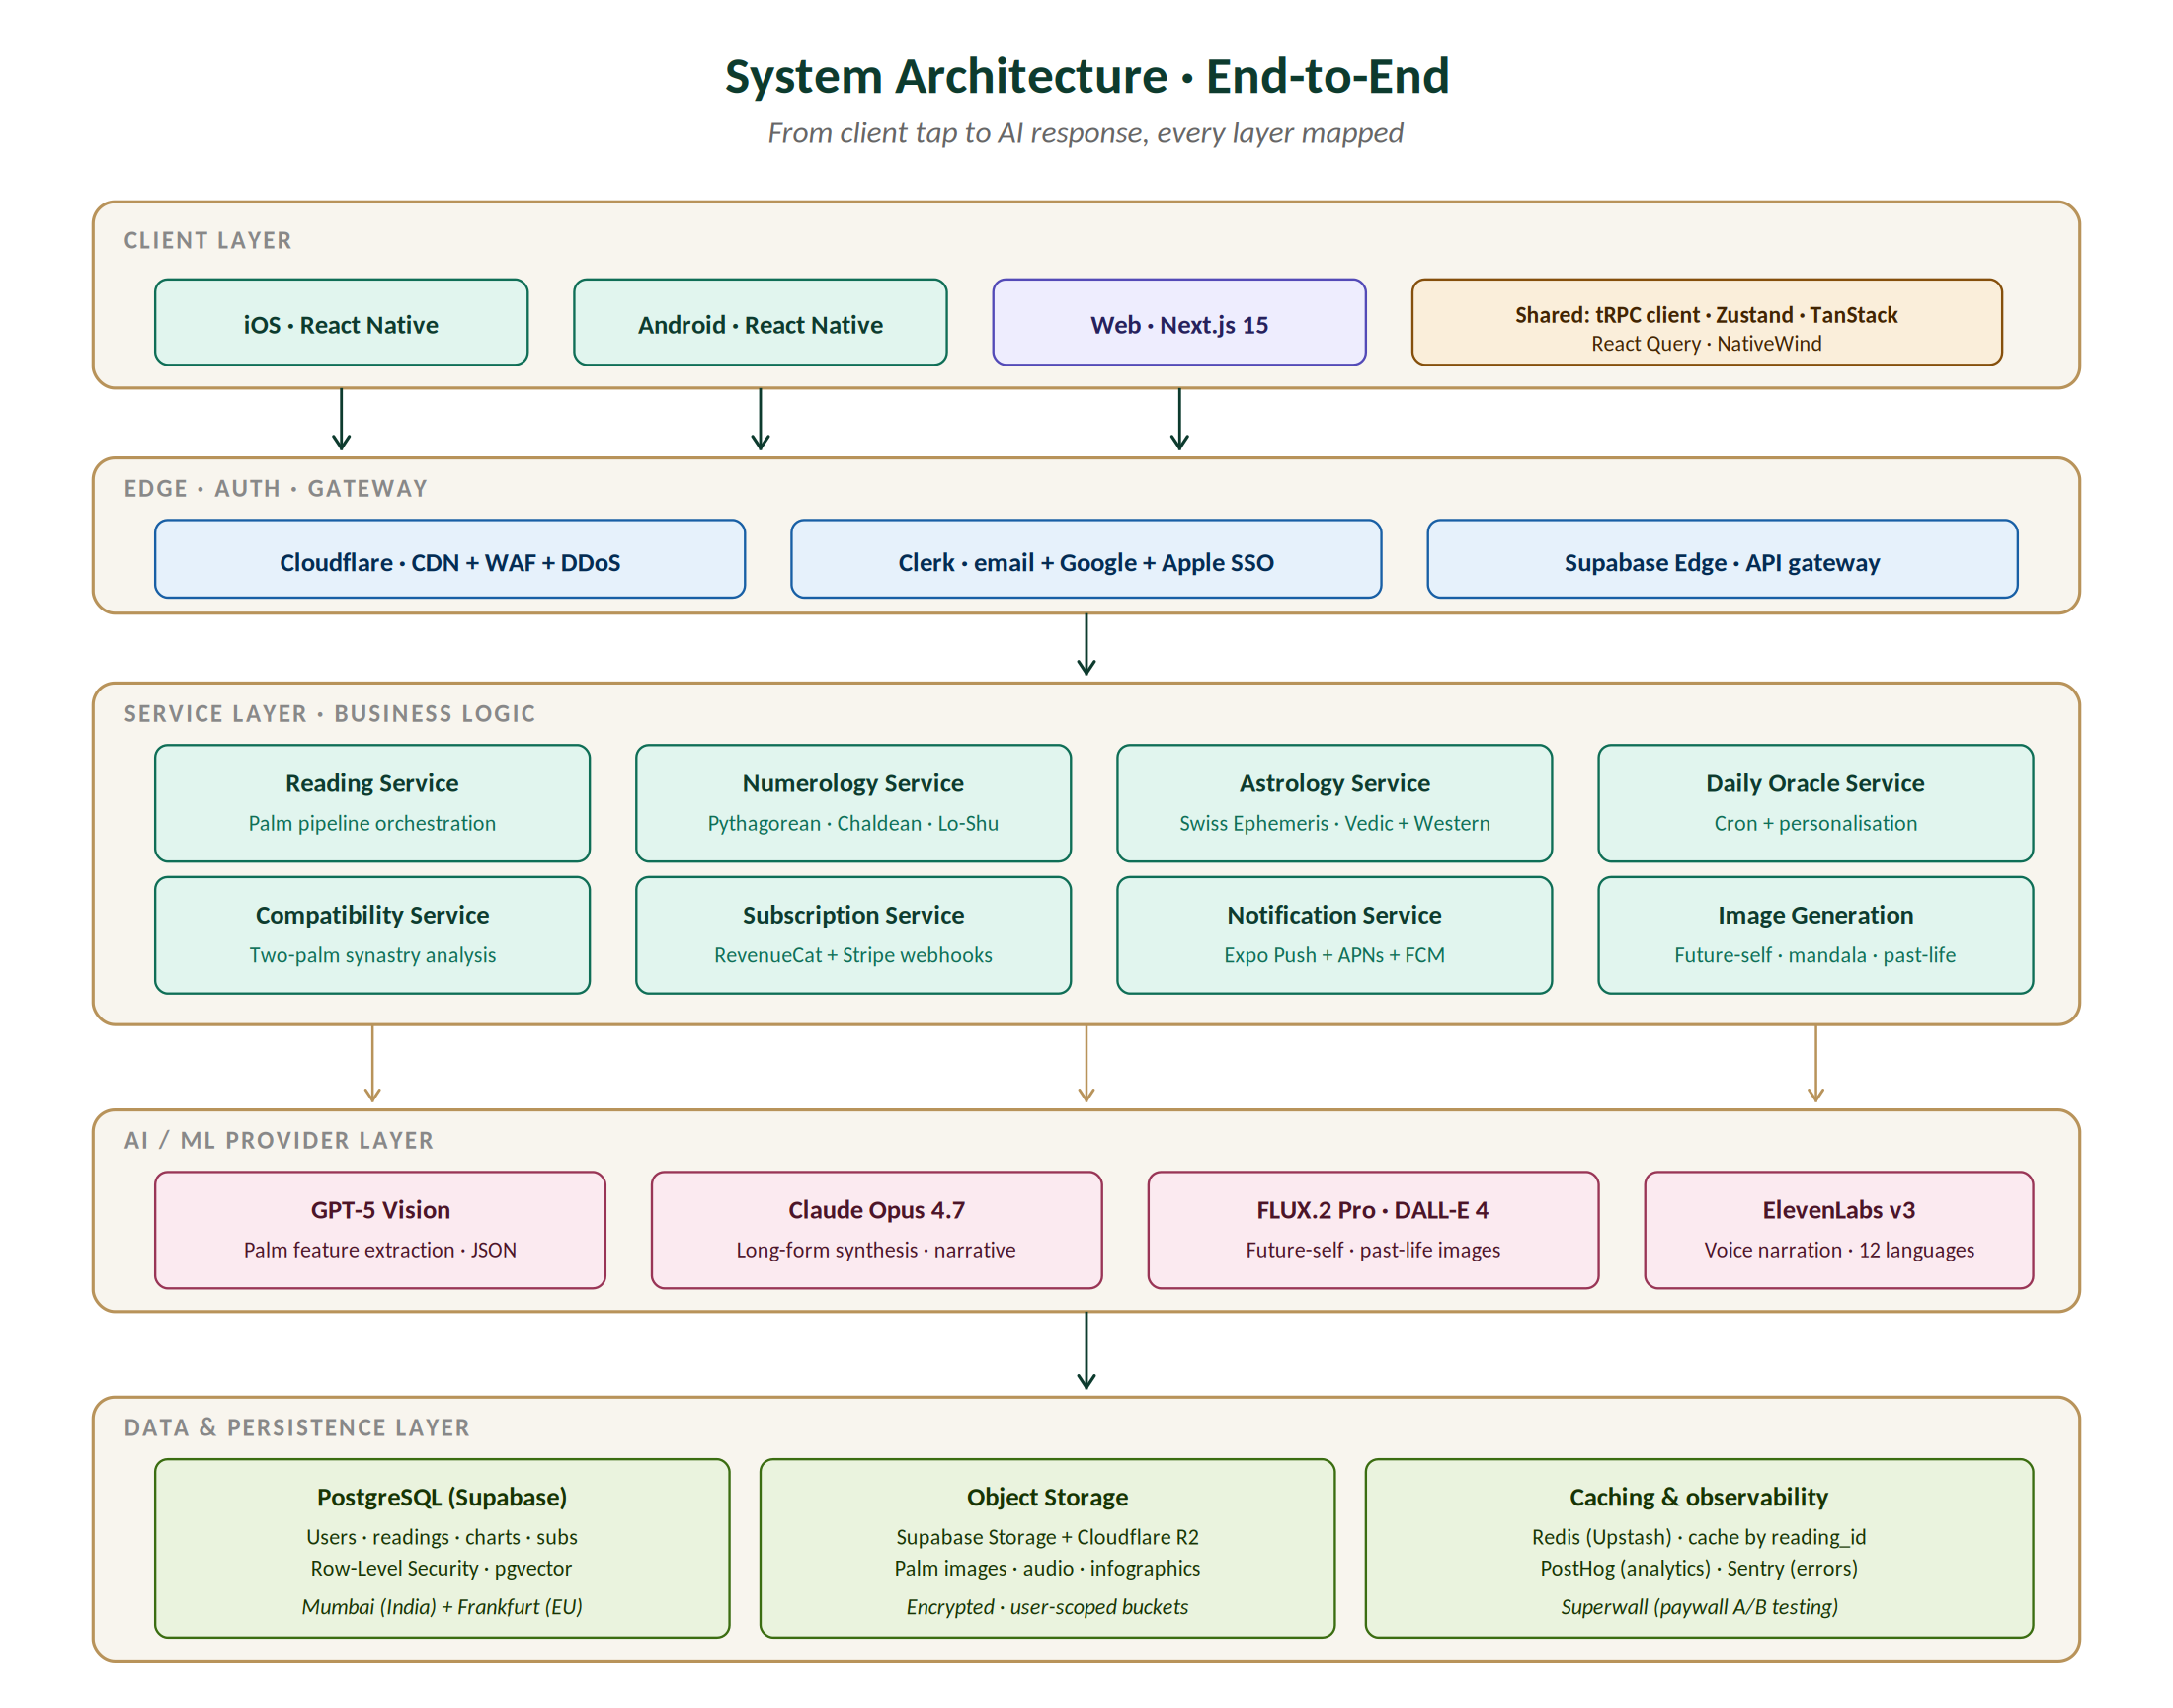 System Architecture · End-to-End
From client tap to AI response, every layer mapped
CLIENT LAYER
iOS · React Native
Android · React Native
Web · Next.js 15
Shared: tRPC client · Zustand · TanStack
React Query · NativeWind
EDGE · AUTH · GATEWAY
Cloudflare · CDN + WAF + DDoS
Clerk · email + Google + Apple SSO
Supabase Edge · API gateway
SERVICE LAYER · BUSINESS LOGIC
Reading Service
Palm pipeline orchestration
Numerology Service
Pythagorean · Chaldean · Lo-Shu
Astrology Service
Swiss Ephemeris · Vedic + Western
Daily Oracle Service
Cron + personalisation
Compatibility Service
Two-palm synastry analysis
Subscription Service
RevenueCat + Stripe webhooks
Notification Service
Expo Push + APNs + FCM
Image Generation
Future-self · mandala · past-life
AI / ML PROVIDER LAYER
GPT-5 Vision
Palm feature extraction · JSON
Claude Opus 4.7
Long-form synthesis · narrative
FLUX.2 Pro · DALL-E 4
Future-self · past-life images
ElevenLabs v3
Voice narration · 12 languages
DATA & PERSISTENCE LAYER
PostgreSQL (Supabase)
Users · readings · charts · subs
Row-Level Security · pgvector
Mumbai (India) + Frankfurt (EU)
Object Storage
Supabase Storage + Cloudflare R2
Palm images · audio · infographics
Encrypted · user-scoped buckets
Caching & observability
Redis (Upstash) · cache by reading_id
PostHog (analytics) · Sentry (errors)
Superwall (paywall A/B testing)